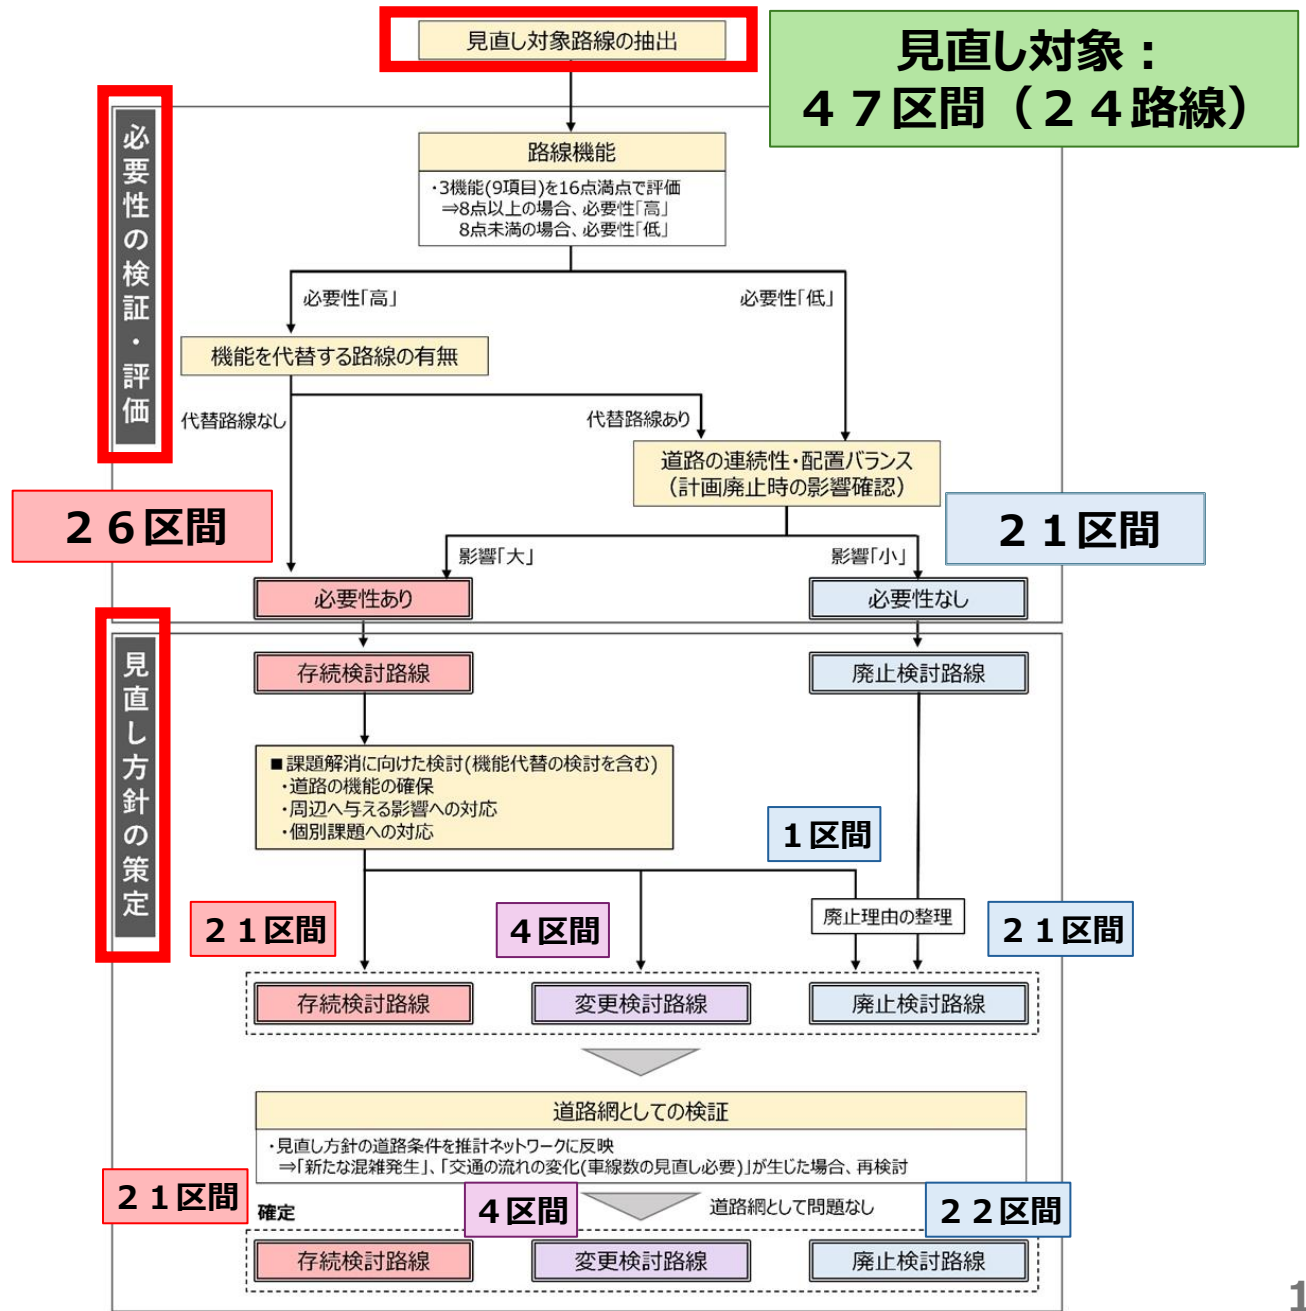 見直し対象路線の抽出
見直し対象：
４７区間（２４路線）
必要性の検証・評価
路線機能
・3機能(9項目)を16点満点で評価
⇒8点以上の場合、必要性「高」
8点未満の場合、必要性「低」
必要性「高」
必要性「低」
機能を代替する路線の有無
代替路線なし
代替路線あり
道路の連続性・配置バランス
（計画廃止時の影響確認）
２６区間
２１区間
影響「大」
影響「小」
必要性あり
必要性なし
見直し方針の策定
存続検討路線
廃止検討路線
■課題解消に向けた検討(機能代替の検討を含む)
・道路の機能の確保
・周辺へ与える影響への対応
・個別課題への対応
１区間
２１区間
４区間
廃止理由の整理
２１区間
存続検討路線
変更検討路線
廃止検討路線
道路網としての検証
・見直し方針の道路条件を推計ネットワークに反映
⇒「新たな混雑発生」、「交通の流れの変化(車線数の見直し必要)」が生じた場合、再検討
２１区間
確定
４区間
道路網として問題なし
２２区間
存続検討路線
変更検討路線
廃止検討路線
1